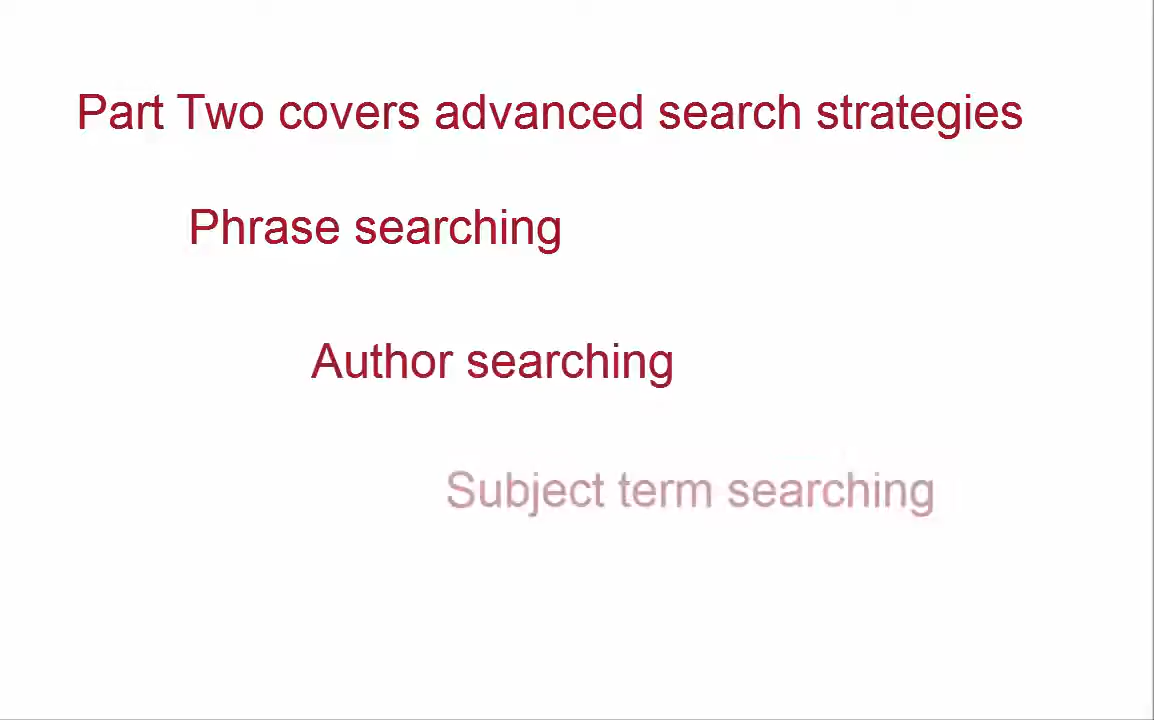 Part Two covers advanced search strategies
Phrase searching
Author searching
Subject term searching